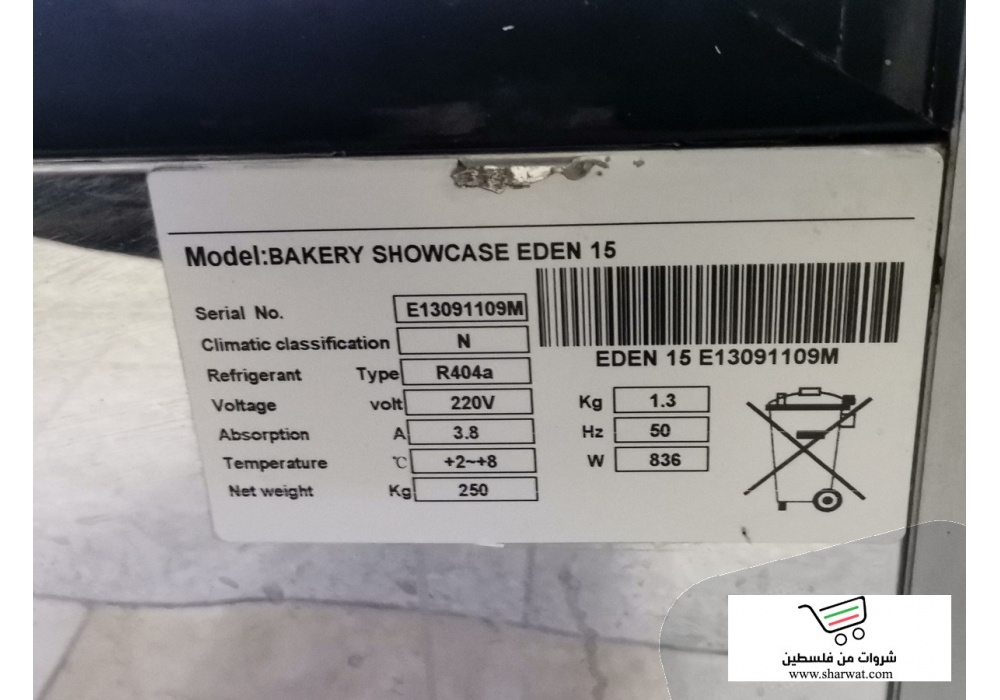 Model:BAKERY SHOWCASE EDEN 15
Serial No. E13091109M
EDEN 15 E13091109M
Climatic classification N
Refrigerant Type R404a Kg 1.3
Voltage volt 220V Hz 50
Absorption A 3.8 W 836
Temperature °C +2~+8
Net weight Kg 250
شروات من فلسطين
www.sharwat.com